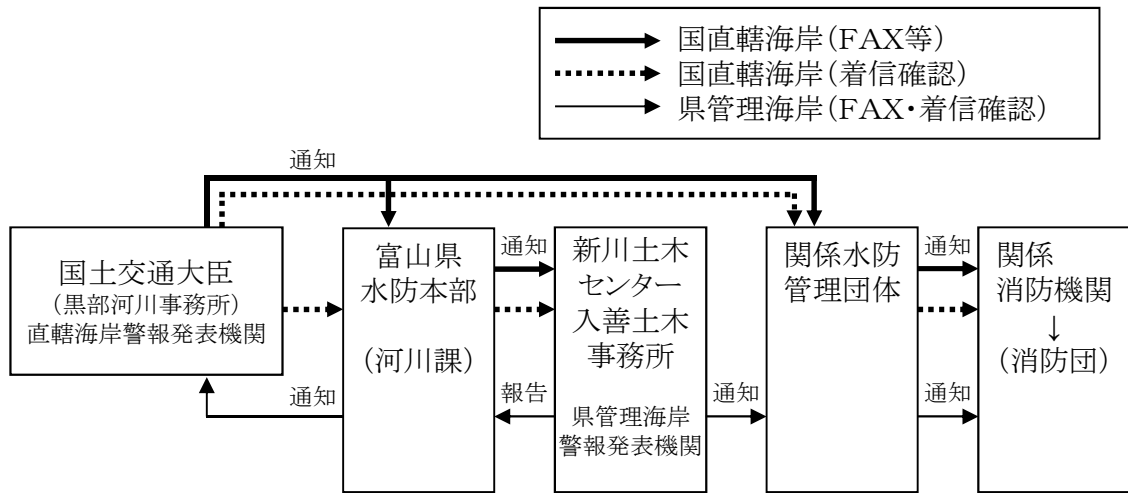 国直轄海岸(FAX等)
国直轄海岸(着信確認)
県管理海岸(FAX・着信確認)
通知
国土交通大臣
(黒部河川事務所)
直轄海岸警報発表機関
富山県
水防本部
(河川課)
通知
新川土木
センター
入善土木
事務所
県管理海岸
警報発表機関
関係水防
管理団体
通知
関係
消防機関
↓
(消防団)
通知
報告
通知
通知